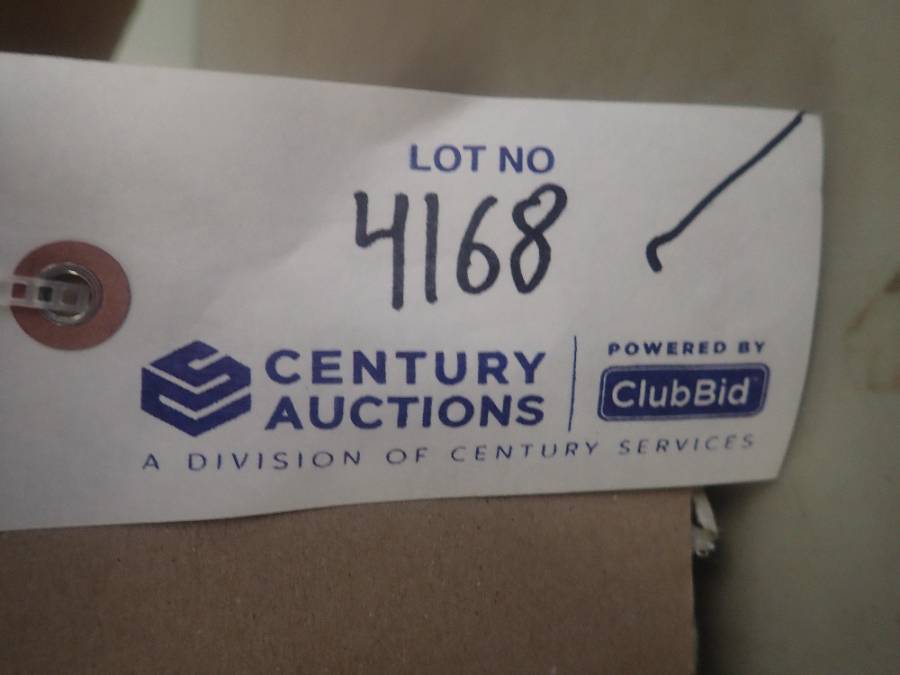 LOT NO
4168
CENTURY
AUCTIONS
POWERED BY
ClubBid
A DIVISION OF CENTURY SERVICES